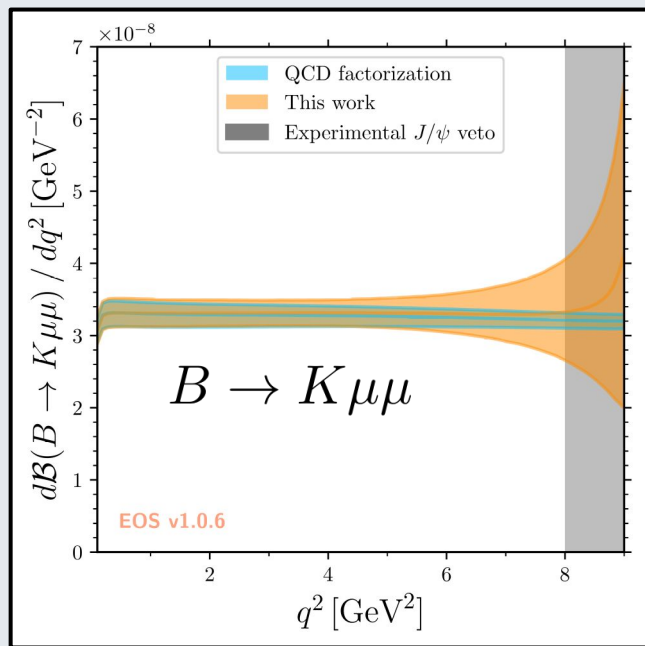 ×10⁻⁸
7
6
5
4
3
2
1
0
dB(B → Kμμ) / dq² [GeV⁻²]
QCD factorization
This work
Experimental J/ψ veto
B → Kμμ
EOS v1.0.6
2 4 6 8
q² [GeV²]